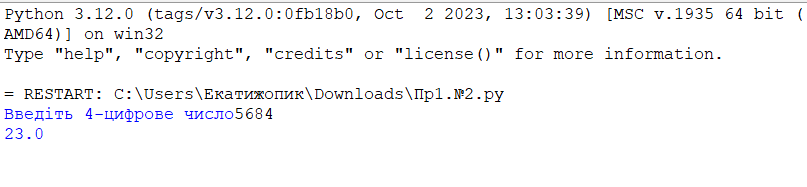 Python 3.12.0 (tags/v3.12.0:0fb18b0, Oct  2 2023, 13:03:39) [MSC v.1935 64 bit (
AMD64)] on win32
Type "help", "copyright", "credits" or "license()" for more information.
= RESTART: C:\Users\Екатижопик\Downloads\Пр1.№2.py
Введіть 4-цифрове число5684
23.0